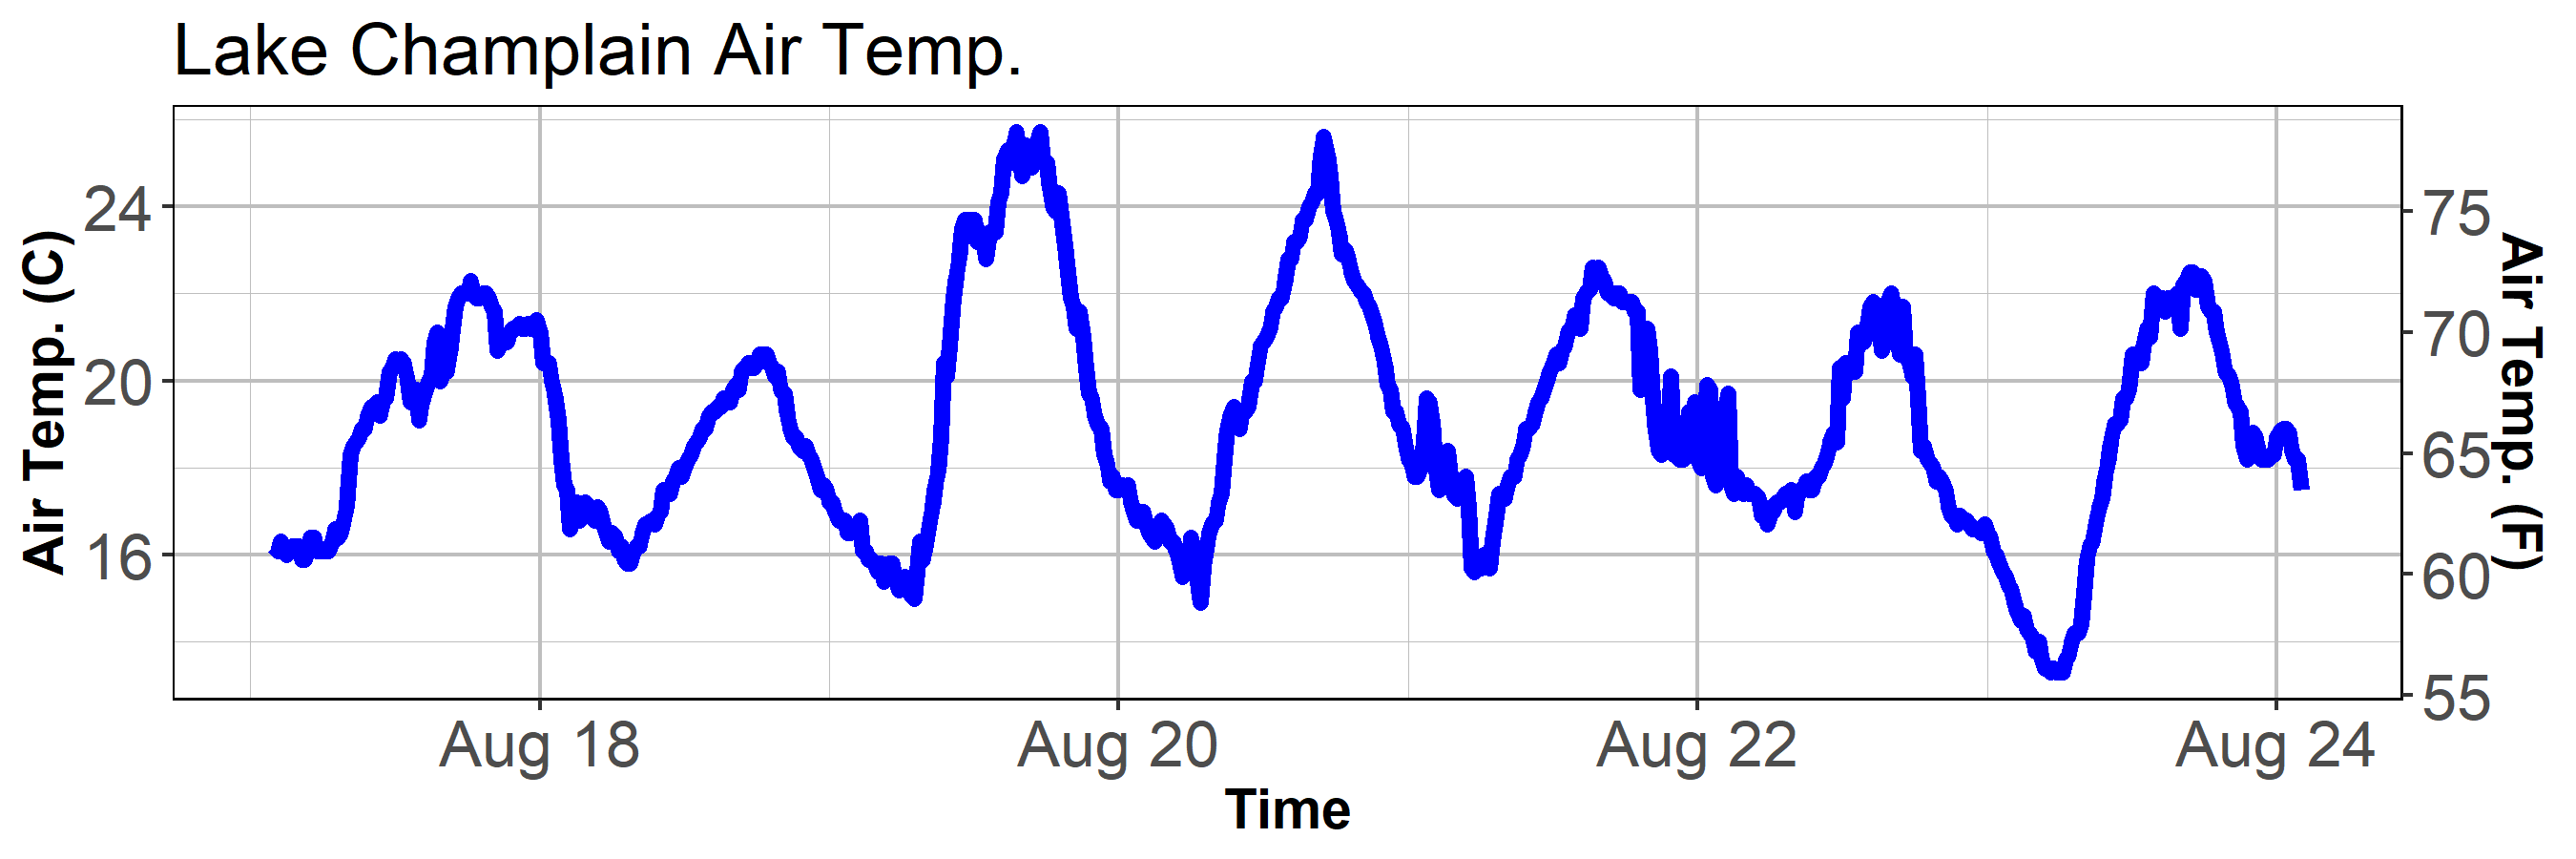 Lake Champlain Air Temp.
Air Temp. (C)
24
20
16
75
70
65
60
55
Air Temp. (F)
Aug 18
Aug 20
Aug 22
Aug 24
Time